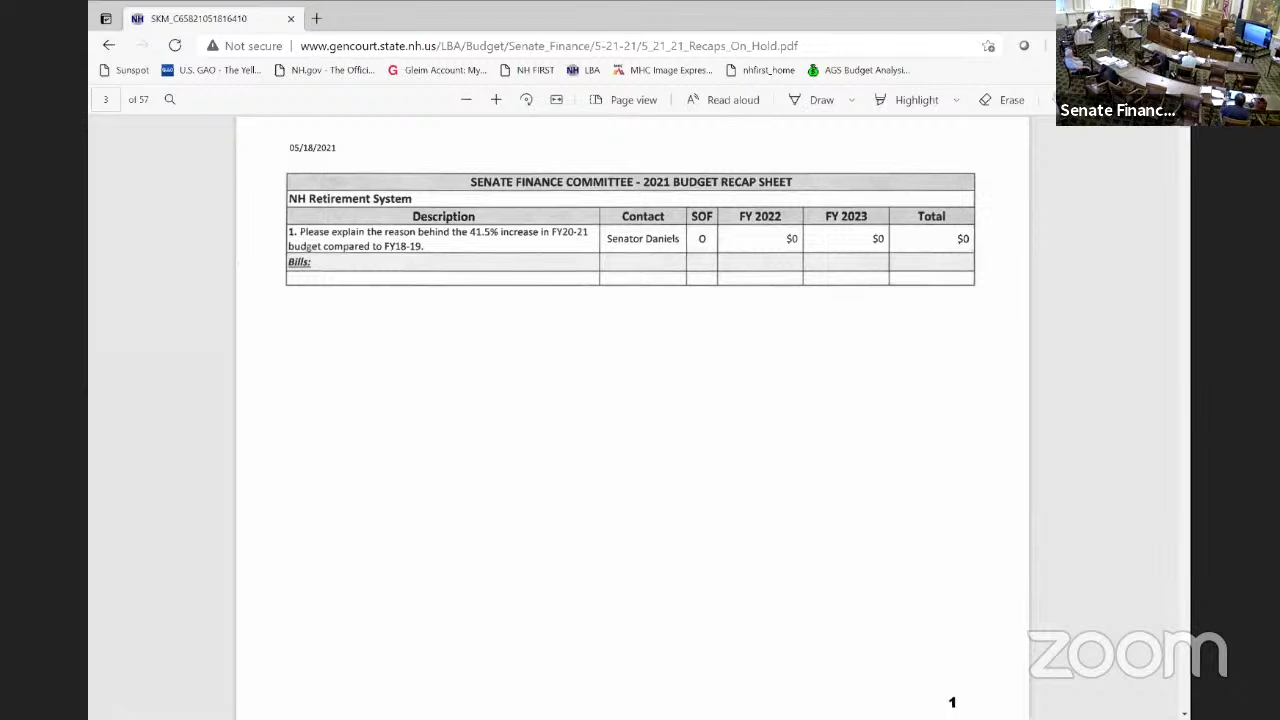 NH SKM_C65821051816410
Not secure | www.gencourt.state.nh.us/LBA/Budget/Senate_Finance/5-21-21/5_21_21_Recaps_On_Hold.pdf
Sunspot U.S. GAO - The Yell... NH.gov - The Offici... G Gleim Account: My... NH FIRST NH LBA MHC Image Expres... nhfirst_home AGS Budget Analysi...
3 of 57 Page view Read aloud Draw Highlight Erase
Senate Financ...
05/18/2021
SENATE FINANCE COMMITTEE - 2021 BUDGET RECAP SHEET
NH Retirement System
Description Contact SOF FY 2022 FY 2023 Total
1. Please explain the reason behind the 41.5% increase in FY20-21
budget compared to FY18-19. Senator Daniels O $0 $0 $0
Bills:
zoom
1